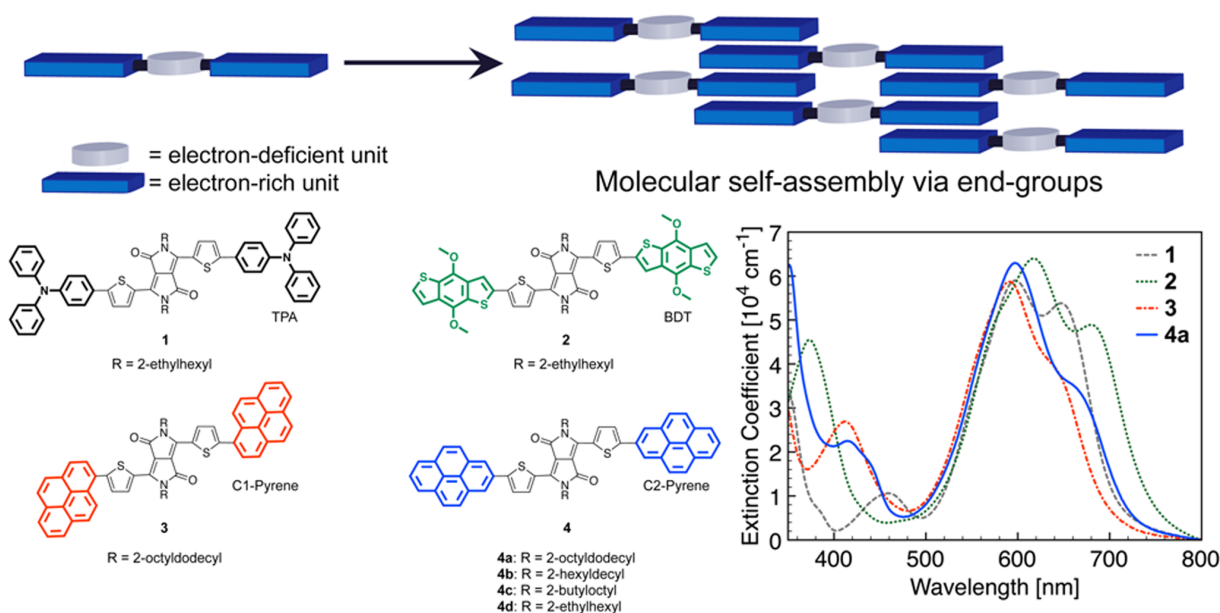 = electron-deficient unit
= electron-rich unit
Molecular self-assembly via end-groups
R
N
O
S
N
S
O
N
R
N
TPA
1
R = 2-ethylhexyl
O
S
R
N
O
S
S
O
S
O
N
R
S
O
S
O
BDT
2
R = 2-ethylhexyl
R
N
O
S
S
O
N
R
C1-Pyrene
3
R = 2-octyldodecyl
R
N
O
S
S
O
N
R
C2-Pyrene
4
4a: R = 2-octyldodecyl
4b: R = 2-hexyldecyl
4c: R = 2-butyloctyl
4d: R = 2-ethylhexyl
Extinction Coefficient [10⁴ cm⁻¹]
7
6
5
4
3
2
1
0
400
500
600
700
800
Wavelength [nm]
1
2
3
4a